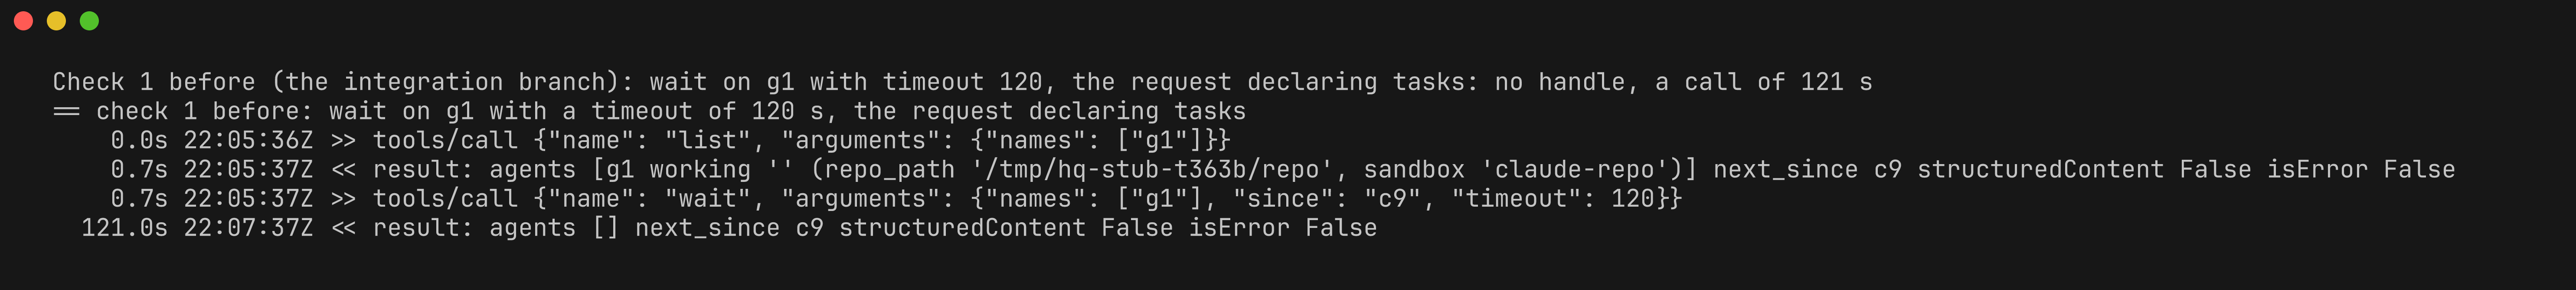 Check 1 before (the integration branch): wait on g1 with timeout 120, the request declaring tasks: no handle, a call of 121 s
== check 1 before: wait on g1 with a timeout of 120 s, the request declaring tasks
0.0s 22:05:36Z >> tools/call {"name": "list", "arguments": {"names": ["g1"]}}
0.7s 22:05:37Z << result: agents [g1 working '' (repo_path '/tmp/hq-stub-t363b/repo', sandbox 'claude-repo')] next_since c9 structuredContent False isError False
0.7s 22:05:37Z >> tools/call {"name": "wait", "arguments": {"names": ["g1"], "since": "c9", "timeout": 120}}
121.0s 22:07:37Z << result: agents [] next_since c9 structuredContent False isError False